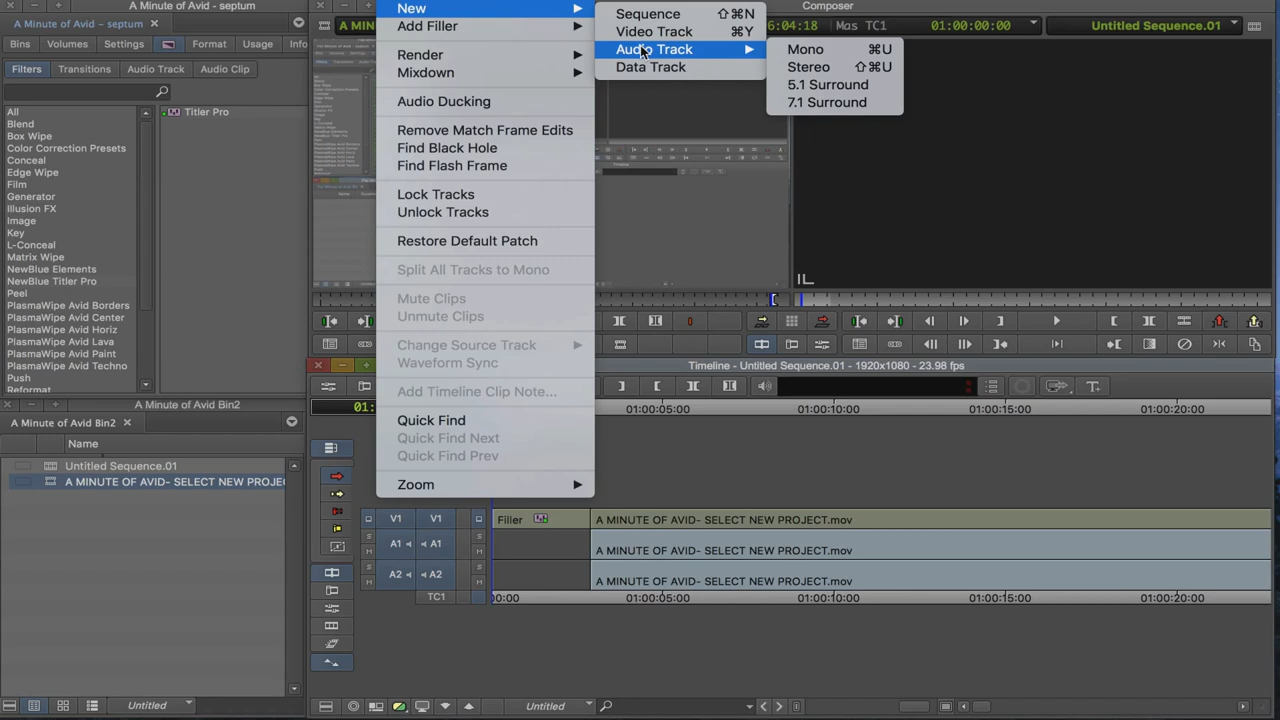 A Minute of Avid - septum
Composer
A Minute of Avid - septum
Bins
Volumes
Settings
Format
Usage
Info
Filters
Transitions
Audio Track
Audio Clip
All
Blend
Box Wipe
Color Correction Presets
Conceal
Edge Wipe
Film
Generator
Illusion FX
Image
Key
L-Conceal
Matrix Wipe
NewBlue Elements
NewBlue Titler Pro
Peel
PlasmaWipe Avid Borders
PlasmaWipe Avid Center
PlasmaWipe Avid Horiz
PlasmaWipe Avid Lava
PlasmaWipe Avid Paint
PlasmaWipe Avid Techno
Push
Reformat
Titler Pro
New
Add Filler
Render
Mixdown
Audio Ducking
Remove Match Frame Edits
Find Black Hole
Find Flash Frame
Lock Tracks
Unlock Tracks
Restore Default Patch
Split All Tracks to Mono
Mute Clips
Unmute Clips
Change Source Track
Waveform Sync
Add Timeline Clip Note...
Quick Find
Quick Find Next
Quick Find Prev
Zoom
Sequence ⇧⌘N
Video Track ⌘Y
Audio Track
Data Track
Mono ⌘U
Stereo ⇧⌘U
5.1 Surround
7.1 Surround
6:04:18
Mas TC1
01:00:00:00
Untitled Sequence.01
A Minute of Avid Bin2
A Minute of Avid Bin2
Name
Untitled Sequence.01
A MINUTE OF AVID- SELECT NEW PROJE
Untitled
Timeline - Untitled Sequence.01 - 1920x1080 - 23.98 fps
01:
01:00:05:00
01:00:10:00
01:00:15:00
01:00:20:00
V1 V1 Filler A MINUTE OF AVID- SELECT NEW PROJECT.mov
S
M
A1 A1 A MINUTE OF AVID- SELECT NEW PROJECT.mov
S
M
A2 A2 A MINUTE OF AVID- SELECT NEW PROJECT.mov
TC1 00:00 01:00:05:00 01:00:10:00 01:00:15:00 01:00:20:00
Untitled